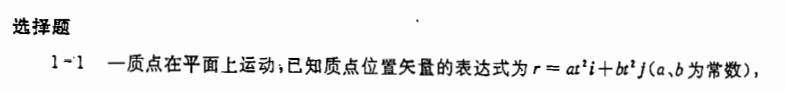 选择题
1-1 一质点在平面上运动,已知质点位置矢量的表达式为 r = at²i + bt²j(a、b 为常数),